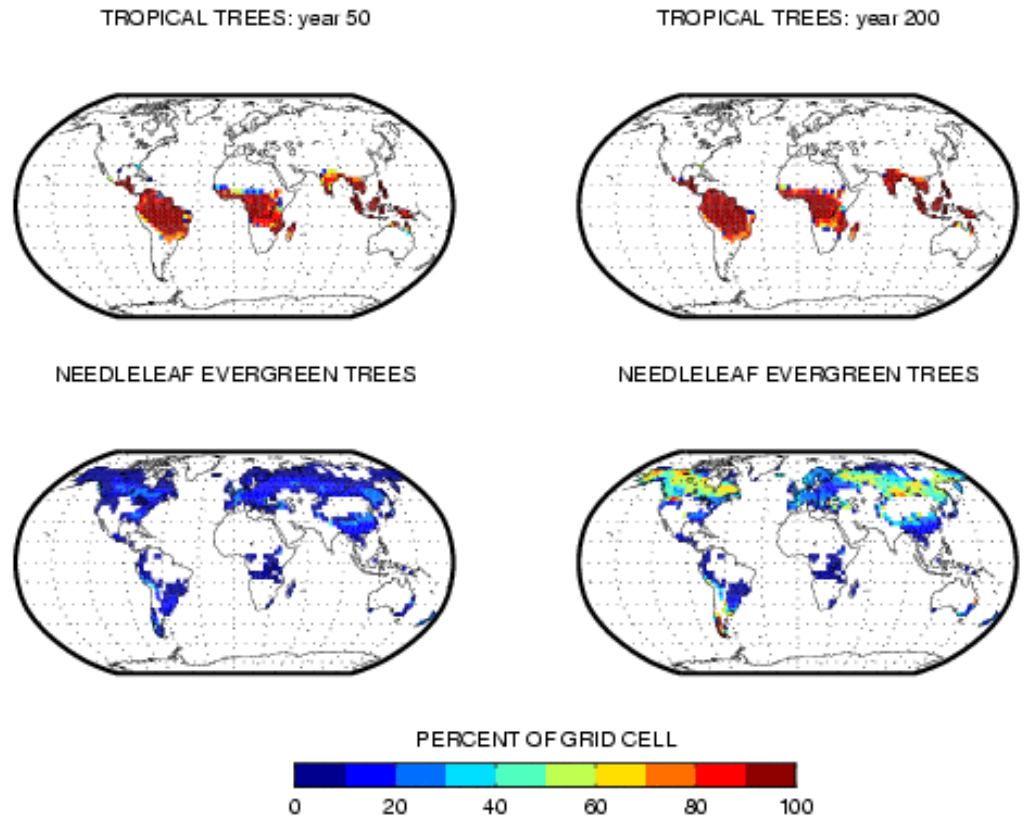 TROPICAL TREES: year 50
TROPICAL TREES: year 200
NEEDLELEAF EVERGREEN TREES
NEEDLELEAF EVERGREEN TREES
PERCENT OF GRID CELL
0 20 40 60 80 100